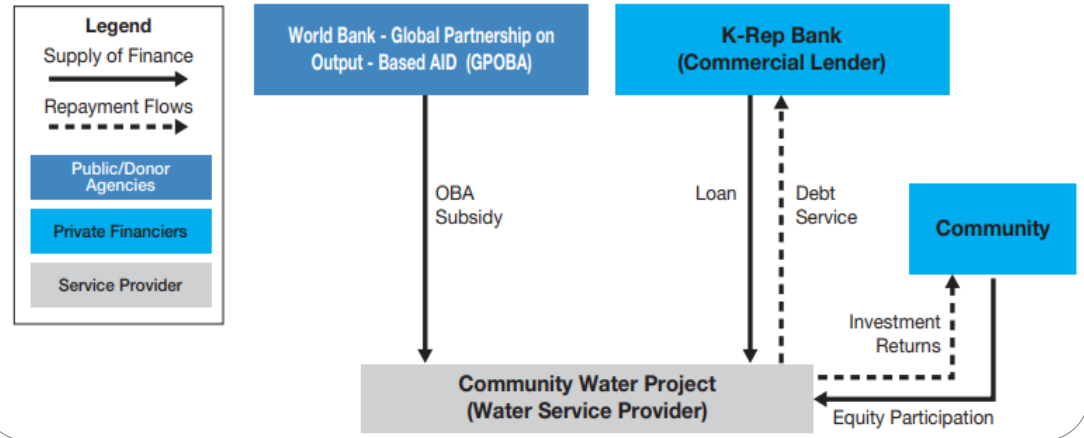 Legend
Supply of Finance
Repayment Flows
Public/Donor
Agencies
Private Financiers
Service Provider
World Bank - Global Partnership on
Output - Based AID (GPOBA)
K-Rep Bank
(Commercial Lender)
OBA
Subsidy
Loan
Debt
Service
Community
Investment
Returns
Community Water Project
(Water Service Provider)
Equity Participation